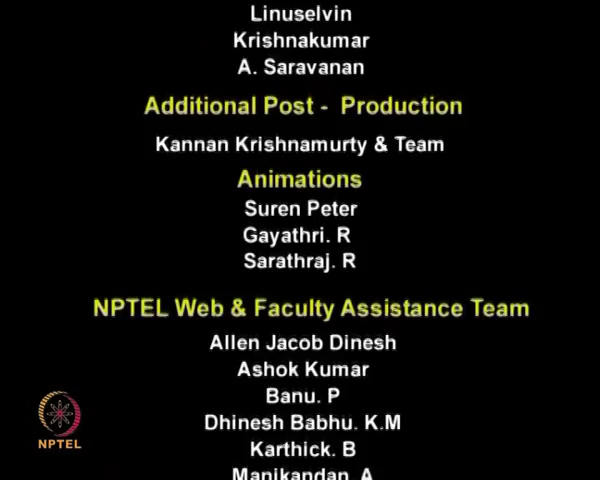 Linuselvin
Krishnakumar
A. Saravanan
Additional Post - Production
Kannan Krishnamurty & Team
Animations
Suren Peter
Gayathri. R
Sarathraj. R
NPTEL Web & Faculty Assistance Team
Allen Jacob Dinesh
Ashok Kumar
Banu. P
Dhinesh Babhu. K.M
Karthick. B
Manikandan. A
NPTEL